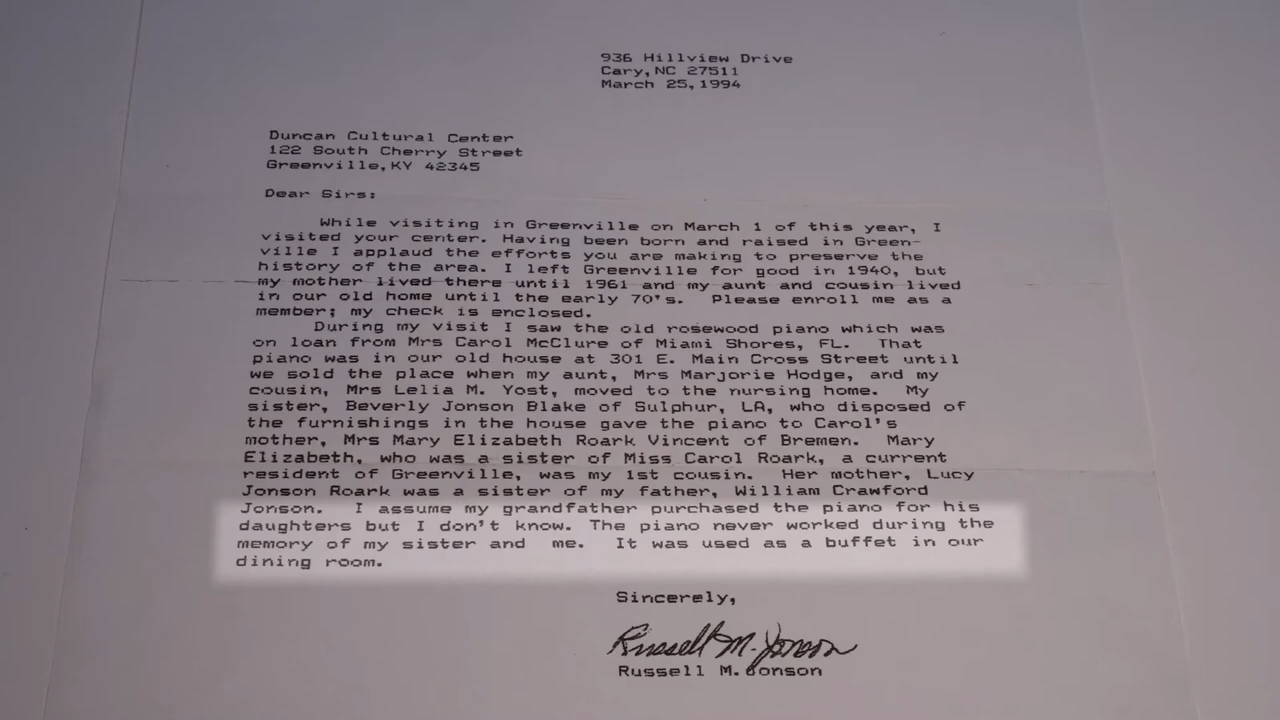 936 Hillview Drive
Cary, NC 27511
March 25, 1994
Duncan Cultural Center
122 South Cherry Street
Greenville, KY 42345
Dear Sirs:
While visiting in Greenville on March 1 of this year, I
visited your center. Having been born and raised in Green-
ville I applaud the efforts you are making to preserve the
history of the area. I left Greenville for good in 1940, but
my mother lived there until 1961 and my aunt and cousin lived
in our old home until the early 70's. Please enroll me as a
member; my check is enclosed.
During my visit I saw the old rosewood piano which was
on loan from Mrs Carol McClure of Miami Shores, FL. That
piano was in our old house at 301 E. Main Cross Street until
we sold the place when my aunt, Mrs Marjorie Hodge, and my
cousin, Mrs Lelia M. Yost, moved to the nursing home. My
sister, Beverly Jonson Blake of Sulphur, LA, who disposed of
the furnishings in the house gave the piano to Carol's
mother, Mrs Mary Elizabeth Roark Vincent of Bremen. Mary
Elizabeth, who was a sister of Miss Carol Roark, a current
resident of Greenville, was my 1st cousin. Her mother, Lucy
Jonson Roark was a sister of my father, William Crawford
Jonson. I assume my grandfather purchased the piano for his
daughters but I don't know. The piano never worked during the
memory of my sister and me. It was used as a buffet in our
dining room.
Sincerely,
Russell M. Jonson
Russell M. Jonson